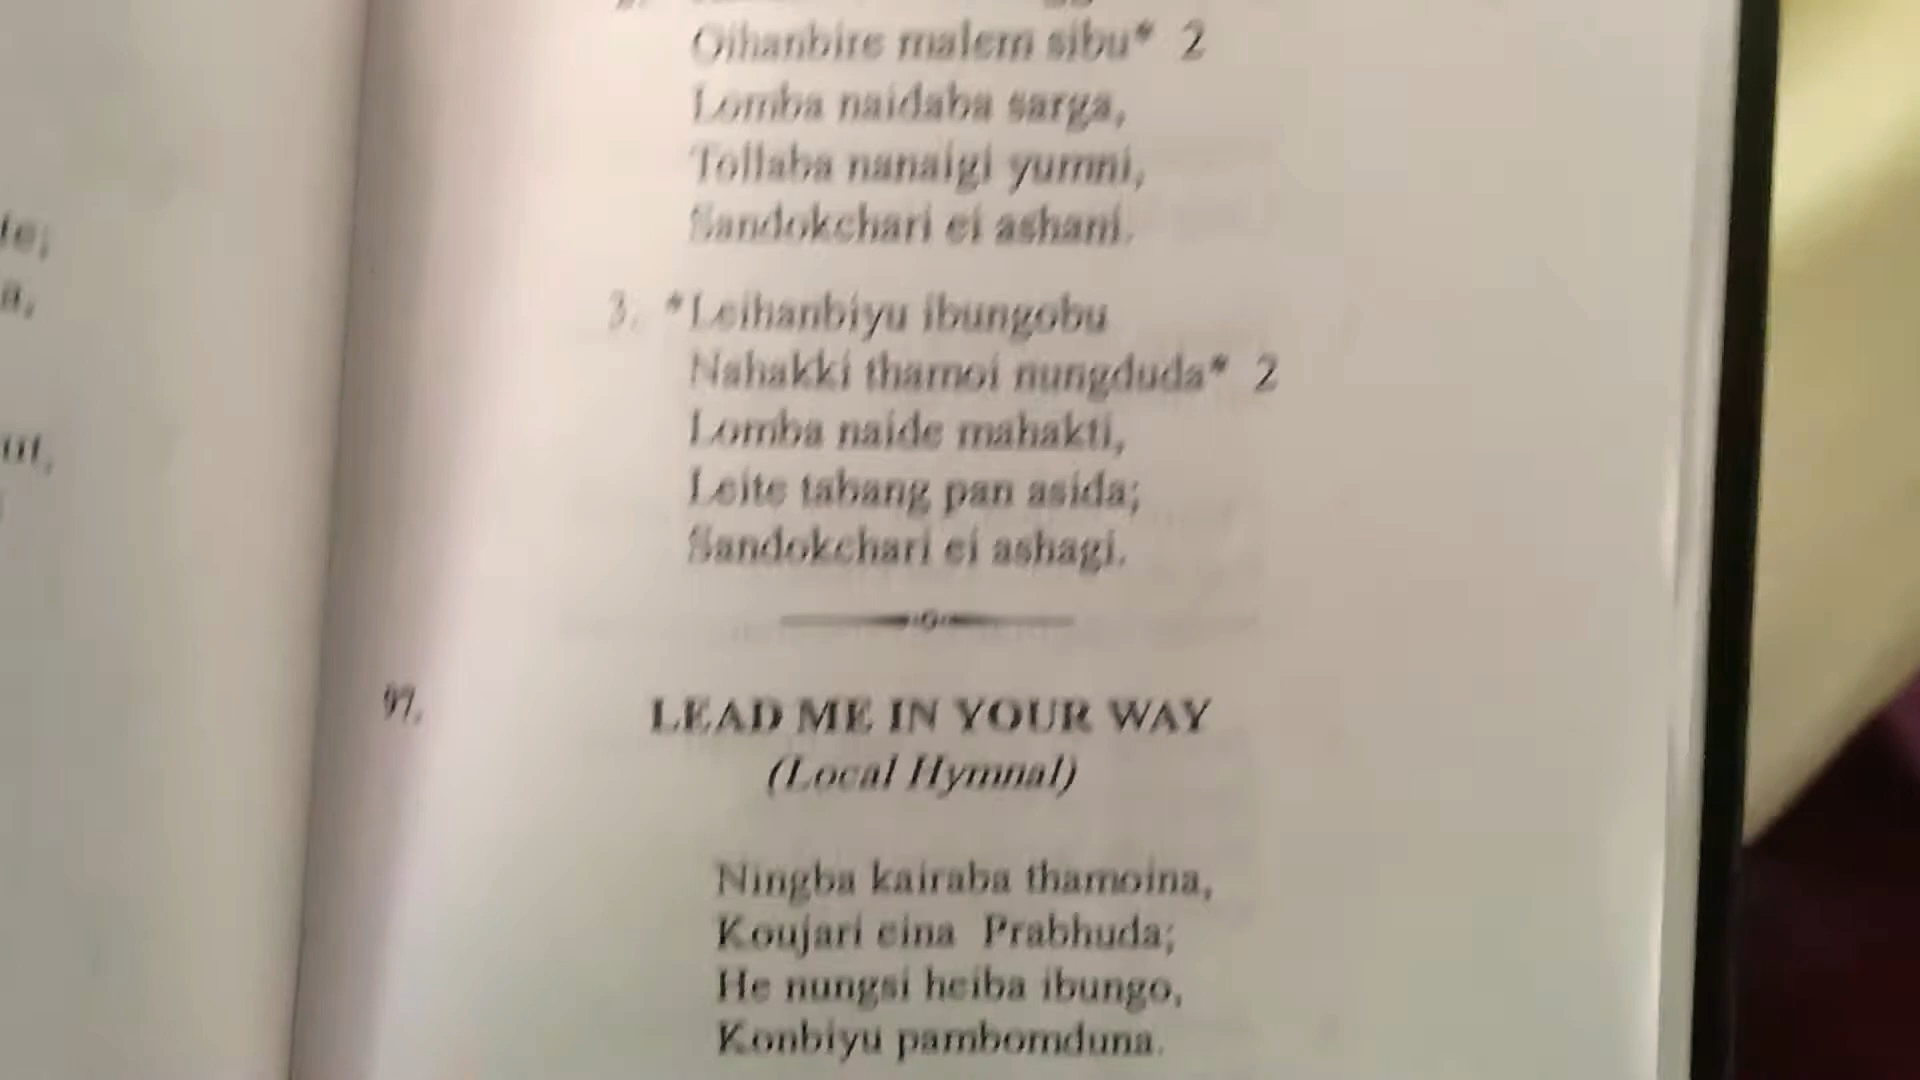 Oihanbire malem sibu* 2
Lomba naidaba sarga,
Tollaba nanaigi yumni,
Sandokchari ei ashani.
3. *Leihanbiyu ibungobu
Nahakki thamoi nungduda* 2
Lomba naide mahakti,
Leite tabang pan asida;
Sandokchari ei ashagi.
97.
LEAD ME IN YOUR WAY
(Local Hymnal)
Ningba kairaba thamoina,
Koujari eina Prabhuda;
He nungsi heiba ibungo,
Konbiyu pambomduna.